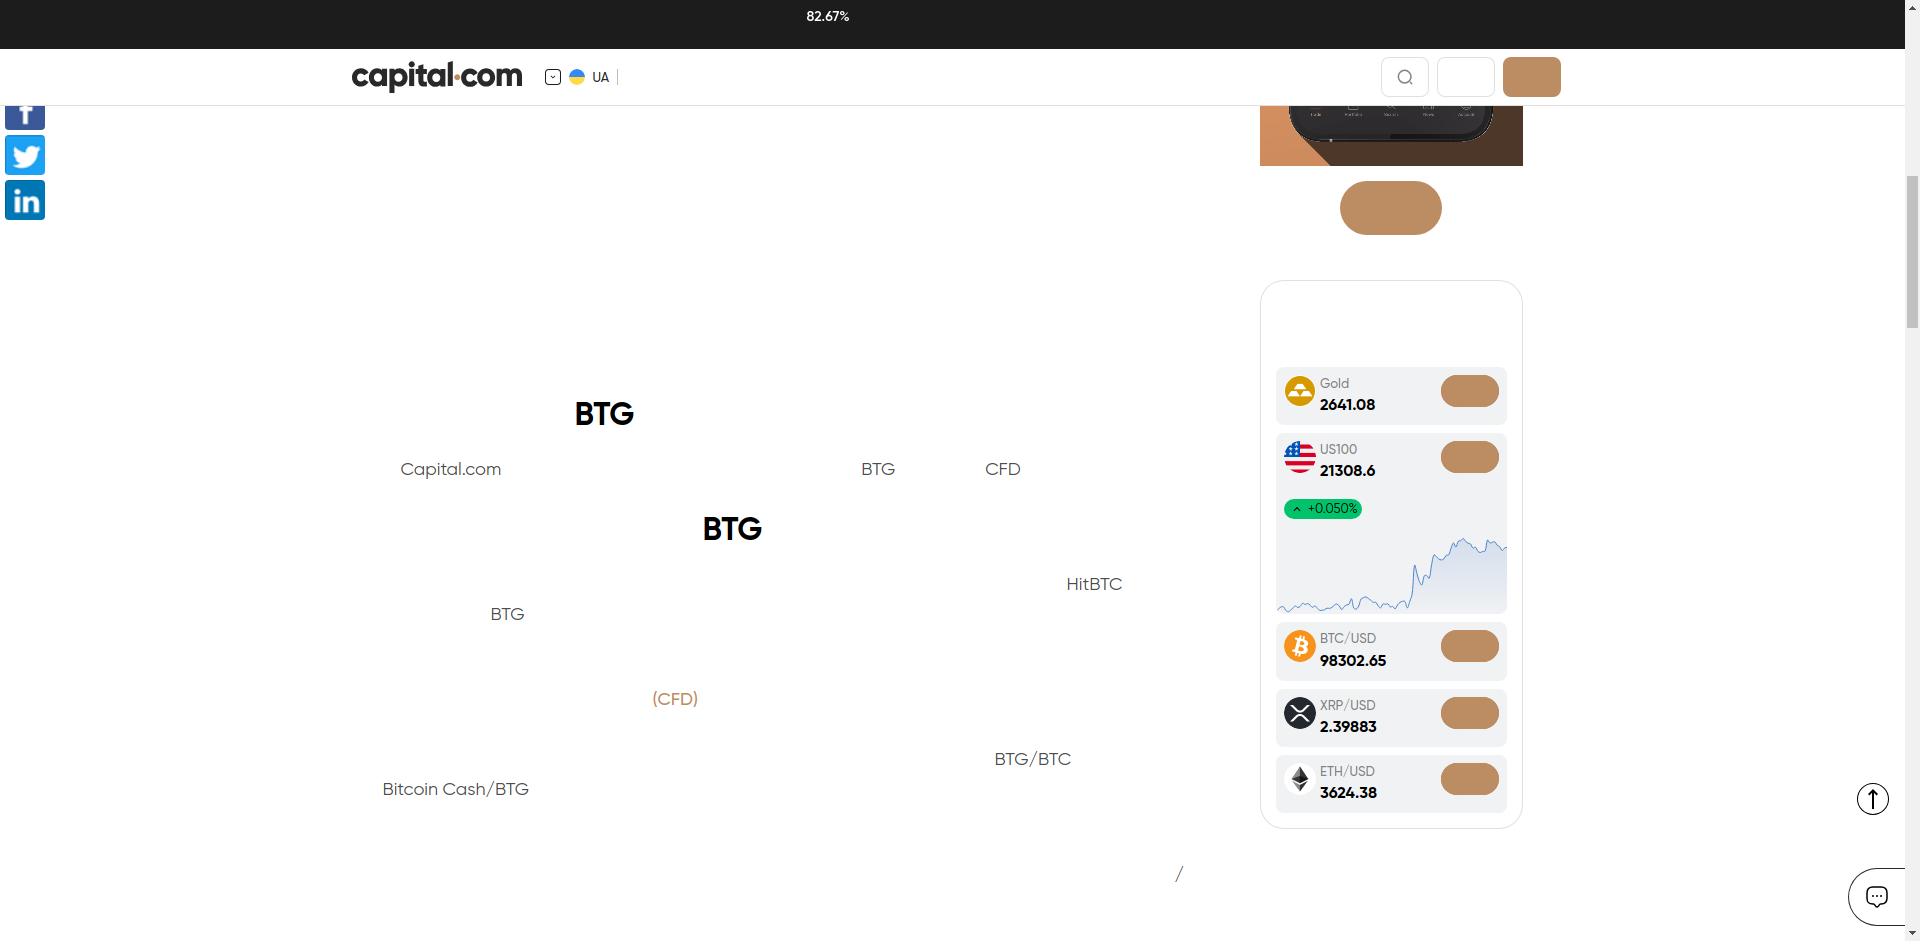 82.67%
capital.com
UA
BTG
Capital.com BTG CFD
BTG
HitBTC
BTG
(CFD)
BTG/BTC
Bitcoin Cash/BTG
/
Gold
2641.08
US100
21308.6
+0.050%
BTC/USD
98302.65
XRP/USD
2.39883
ETH/USD
3624.38